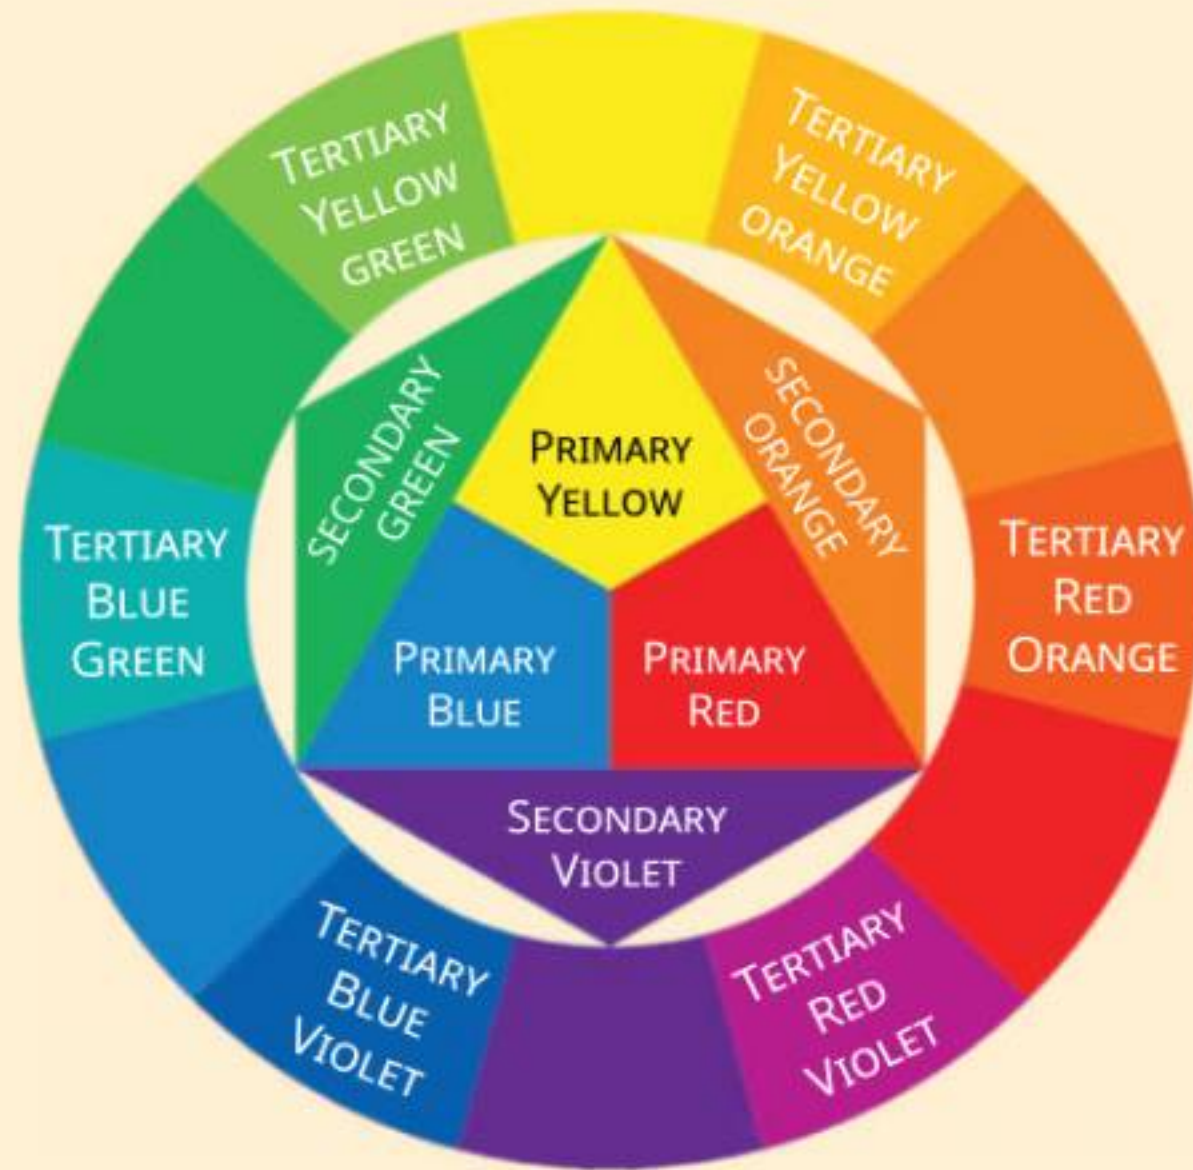 TERTIARY
YELLOW
GREEN
TERTIARY
YELLOW
ORANGE
SECONDARY
GREEN
PRIMARY
YELLOW
SECONDARY
ORANGE
TERTIARY
BLUE
GREEN
PRIMARY
BLUE
PRIMARY
RED
TERTIARY
RED
ORANGE
SECONDARY
VIOLET
TERTIARY
BLUE
VIOLET
TERTIARY
RED
VIOLET